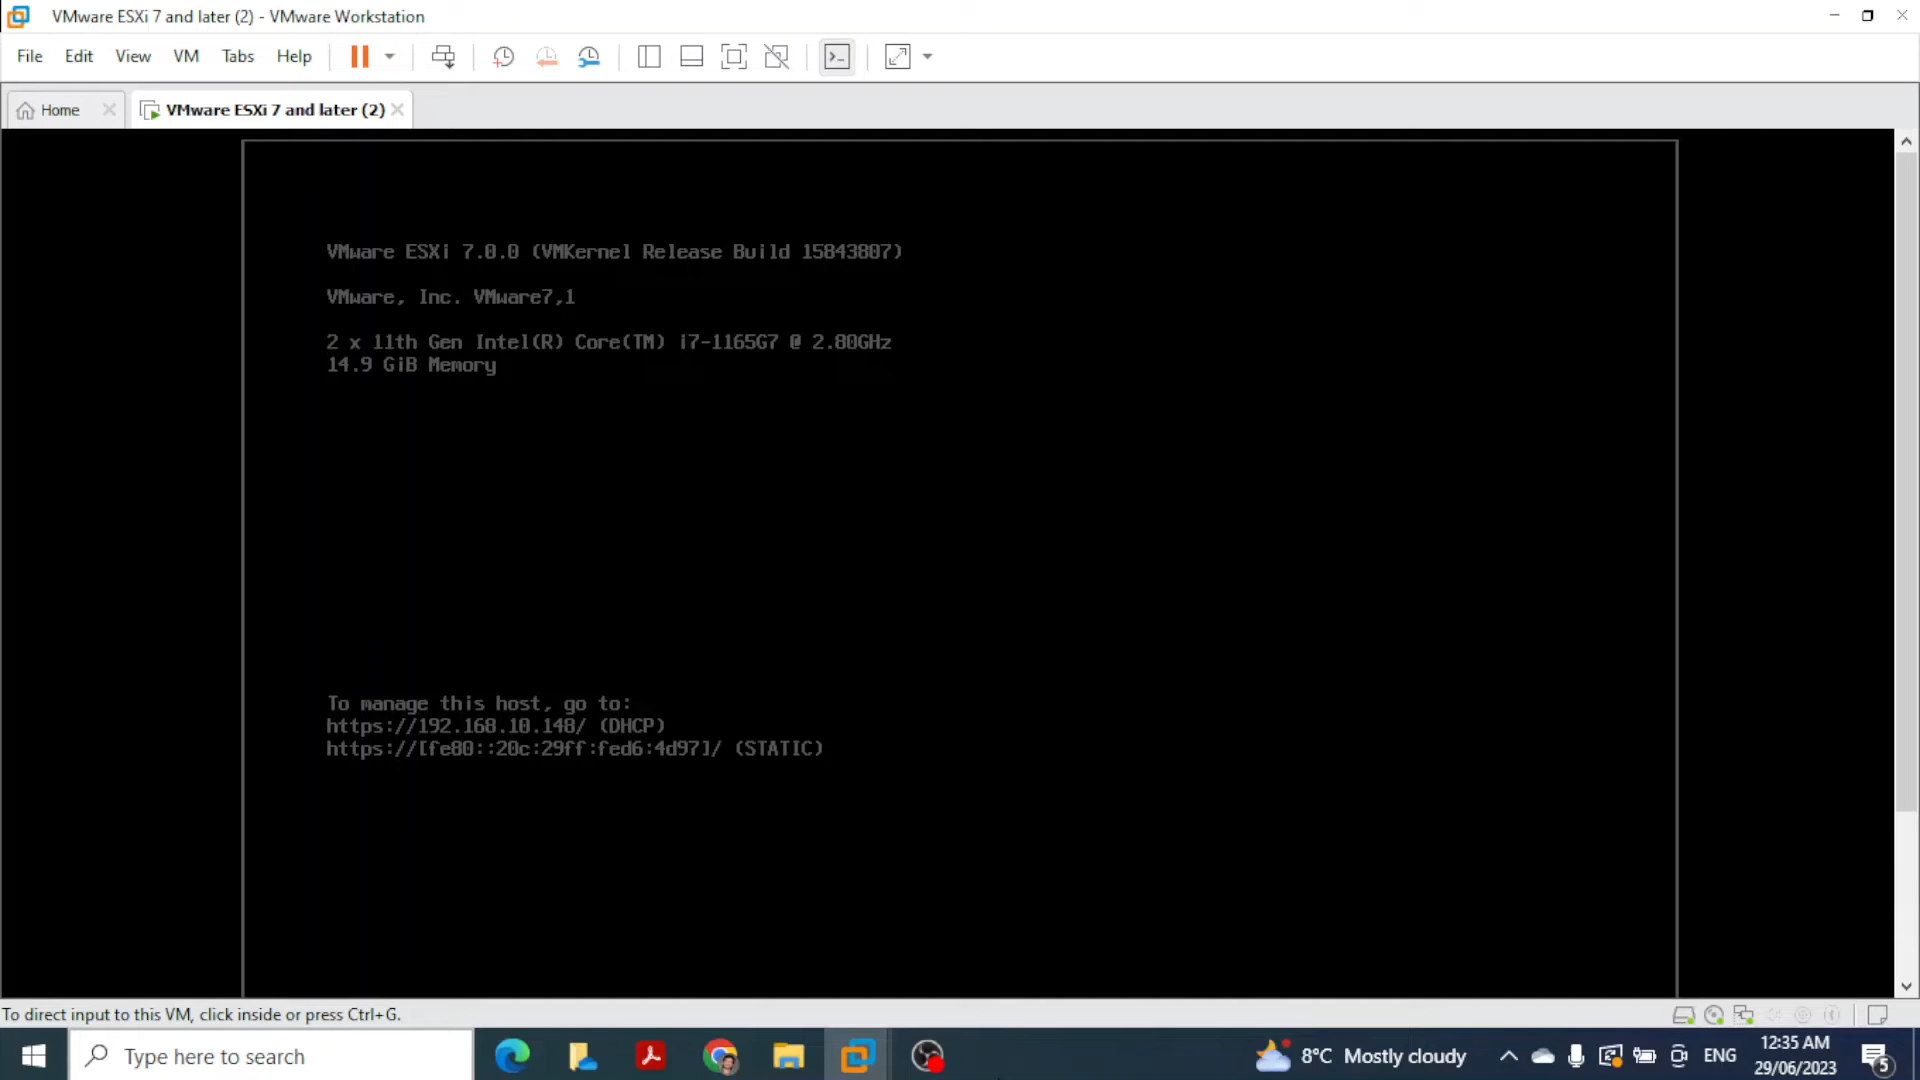 VMware ESXi 7 and later (2) - VMware Workstation
File Edit View VM Tabs Help
Home
VMware ESXi 7 and later (2)
VMware ESXi 7.0.0 (VMKernel Release Build 15843807)
VMware, Inc. VMware7,1
2 x 11th Gen Intel(R) Core(TM) i7-1165G7 @ 2.80GHz
14.9 GiB Memory
To manage this host, go to:
https://192.168.10.148/ (DHCP)
https://[fe80::20c:29ff:fed6:4d97]/ (STATIC)
To direct input to this VM, click inside or press Ctrl+G.
Type here to search
8°C Mostly cloudy
ENG
12:35 AM
29/06/2023
5